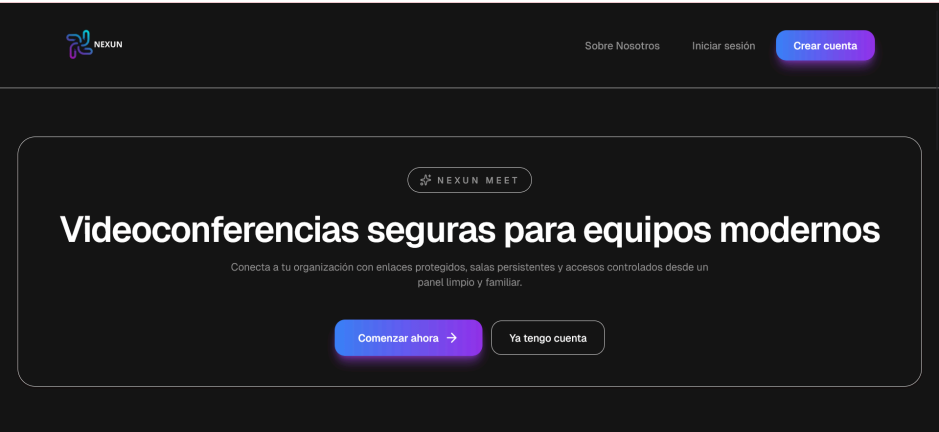 NEXUN
Sobre Nosotros
Iniciar sesión
Crear cuenta
NEXUN MEET
Videoconferencias seguras para equipos modernos
Conecta a tu organización con enlaces protegidos, salas persistentes y accesos controlados desde un
panel limpio y familiar.
Comenzar ahora
Ya tengo cuenta